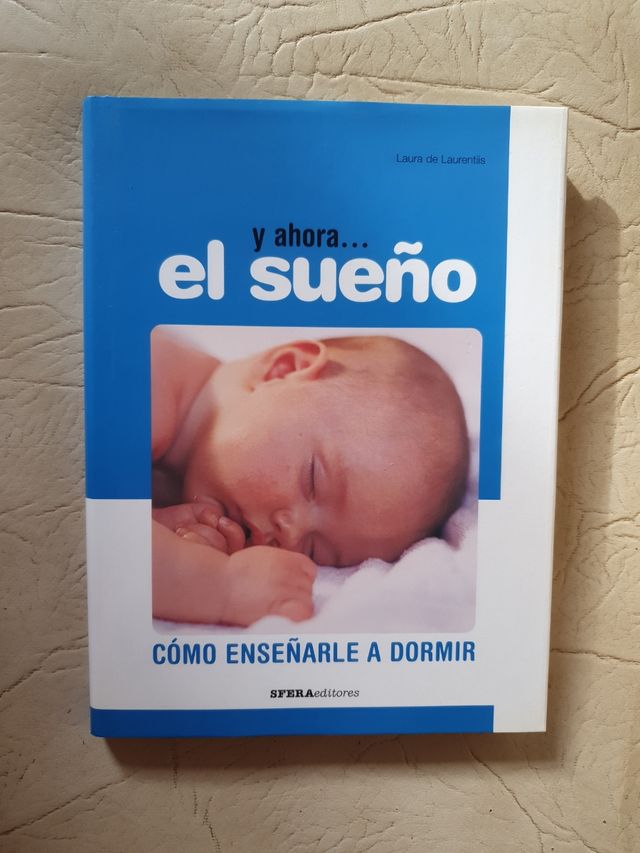 Laura de Laurentiis
y ahora...
el sueño
CÓMO ENSEÑARLE A DORMIR
SFERAeditores